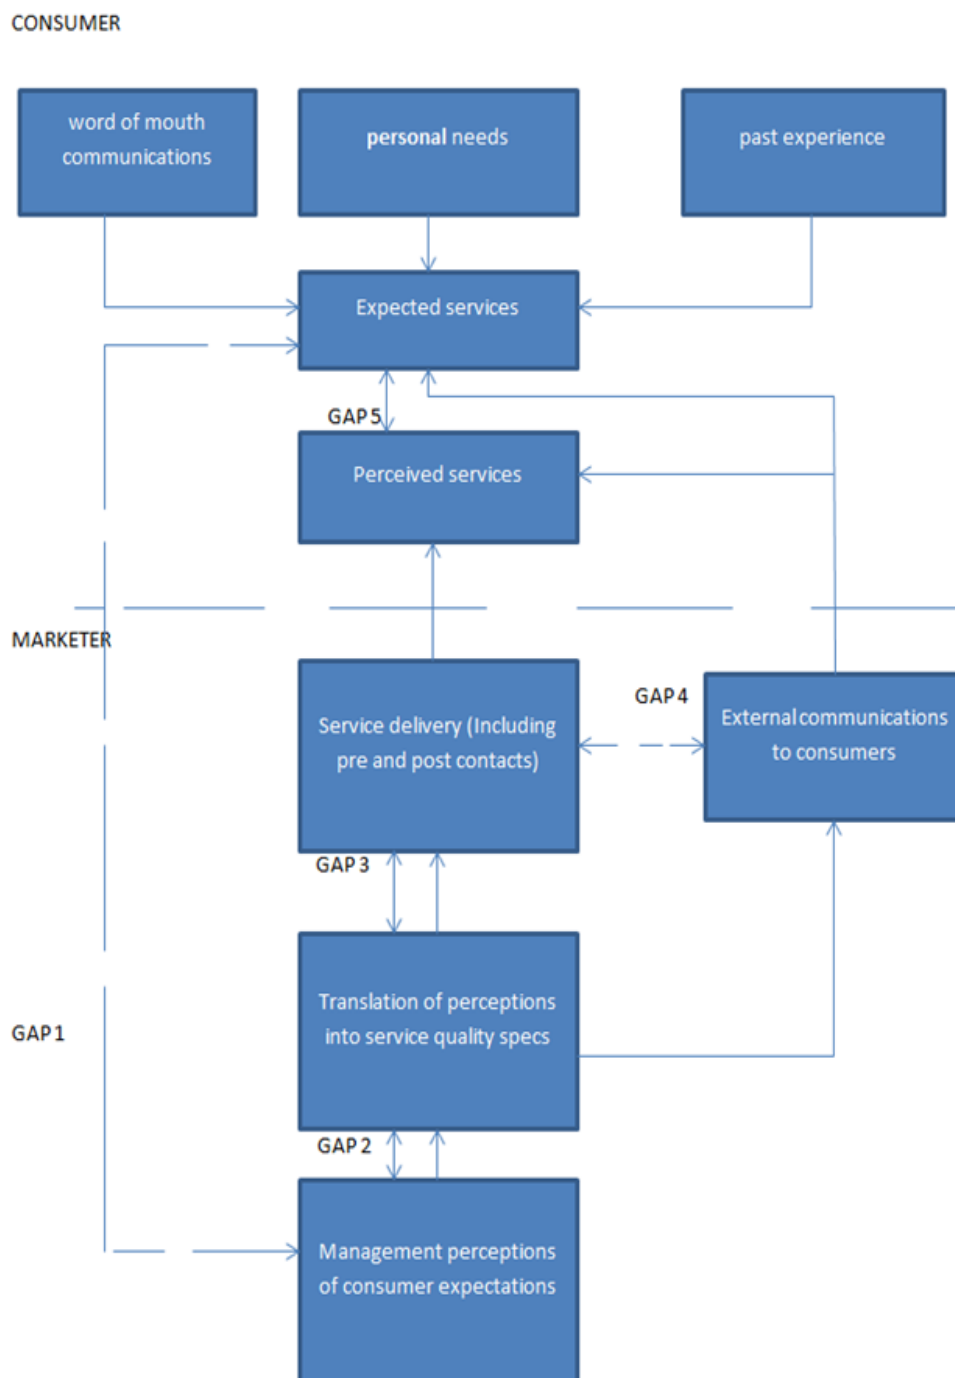 CONSUMER
word of mouth
communications
personal needs
past experience
Expected services
GAP 5
Perceived services
MARKETER
Service delivery (Including
pre and post contacts)
GAP 4
External communications
to consumers
GAP 3
Translation of perceptions
into service quality specs
GAP 1
GAP 2
Management perceptions
of consumer expectations